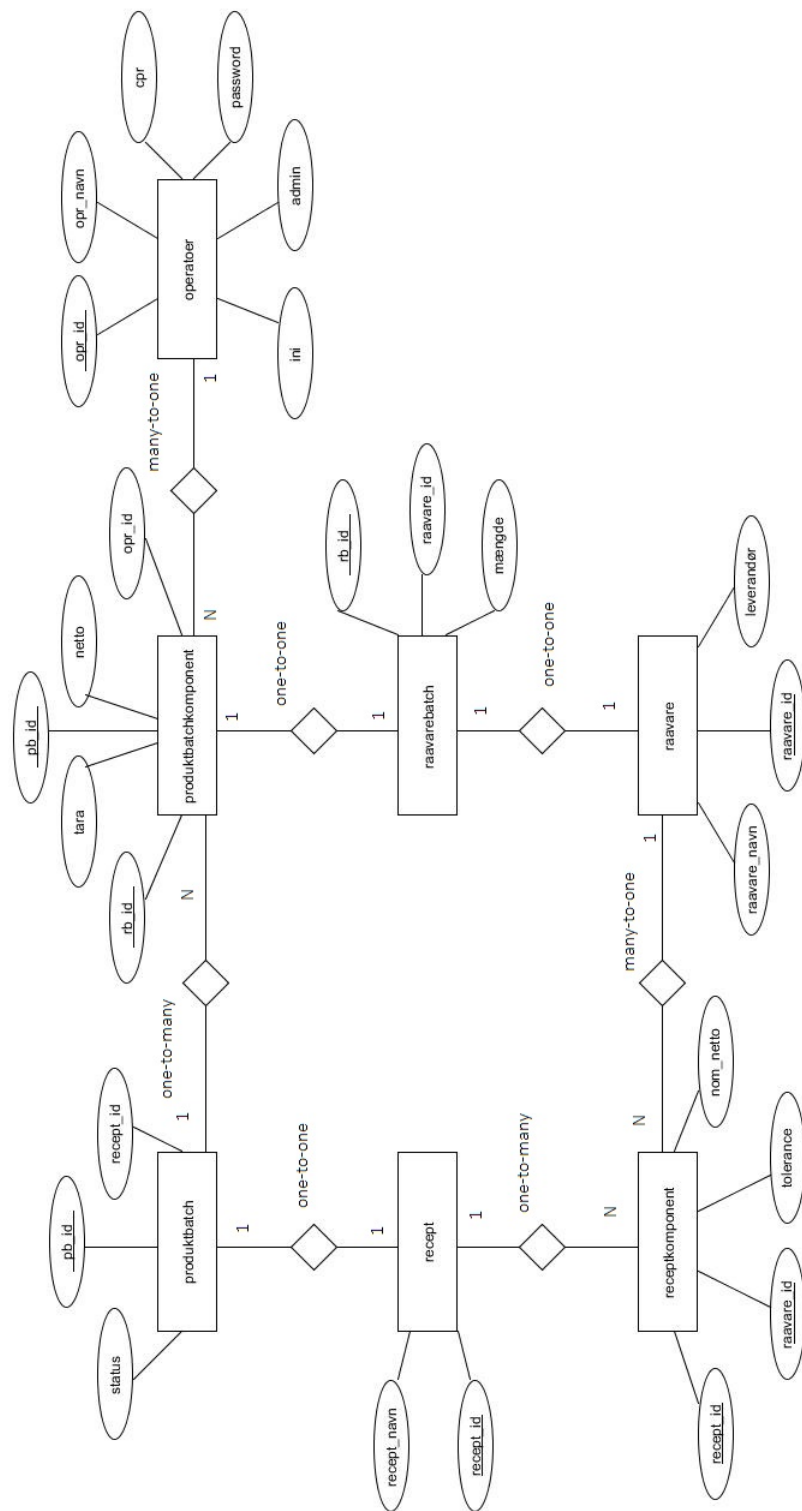 status
pb_id
recept_id
produktbatch
1
one-to-many
1
N
rb_id
tara
pb_id
netto
opr_id
produktbatchkomponent
N
many-to-one
1
opr_id
opr_navn
cpr
password
operatoer
ini
admin
1
one-to-one
1
1
one-to-one
1
recept_navn
recept_id
recept
1
one-to-many
N
rb_id
raavare_id
mængde
raavarebatch
1
one-to-one
1
receptkomponent
recept_id
raavare_id
tolerance
nom_netto
N
many-to-one
1
raavare
raavare_navn
raavare_id
leverandør